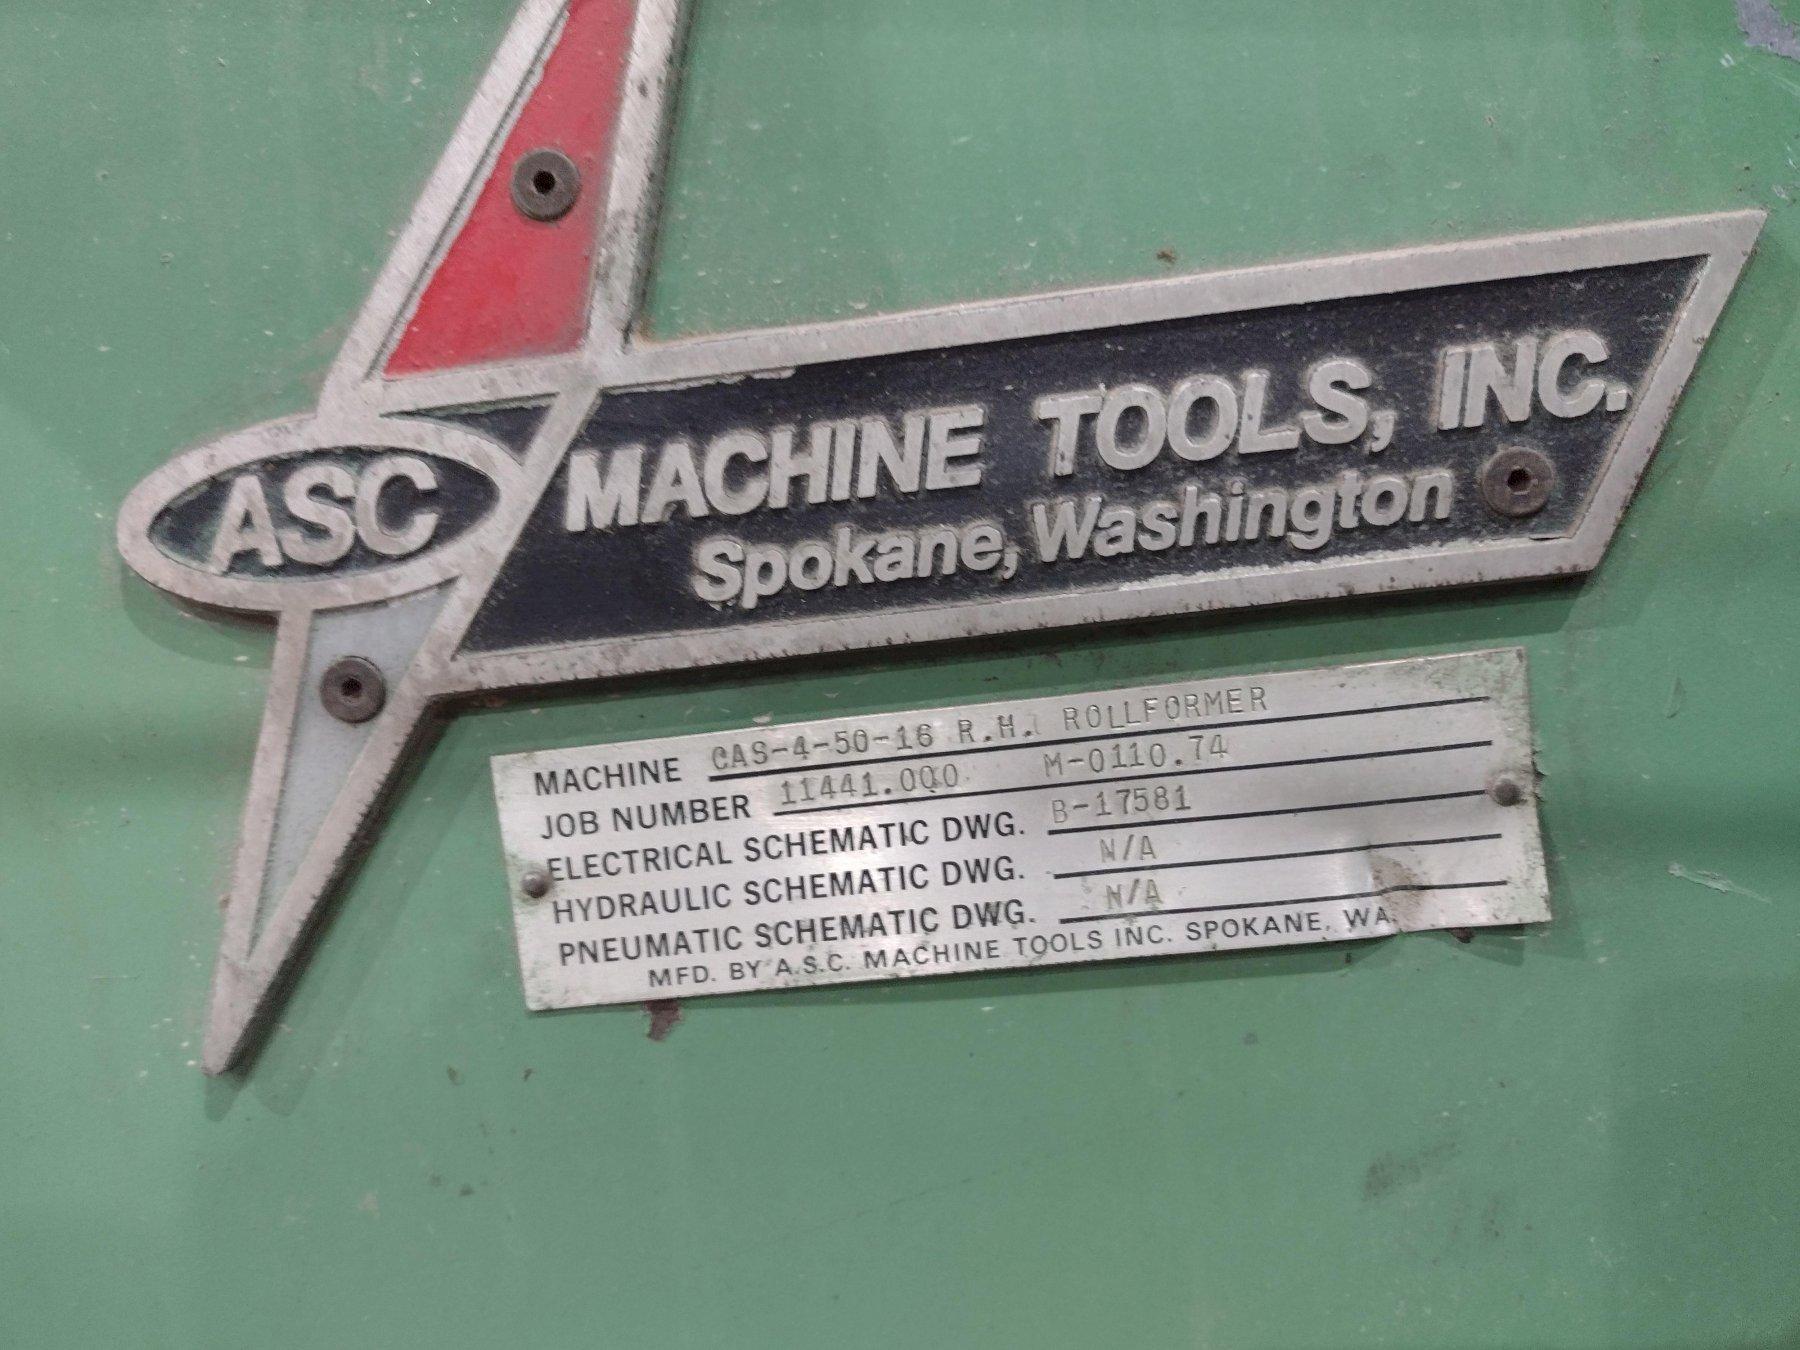 ASC
MACHINE TOOLS, INC.
Spokane, Washington
MACHINE CAS-4-50-16 R.H. ROLLFORMER
JOB NUMBER 11441.000 M-0110.74
ELECTRICAL SCHEMATIC DWG. B-17581
HYDRAULIC SCHEMATIC DWG. N/A
PNEUMATIC SCHEMATIC DWG. N/A
MFD. BY A.S.C. MACHINE TOOLS INC. SPOKANE, WA.